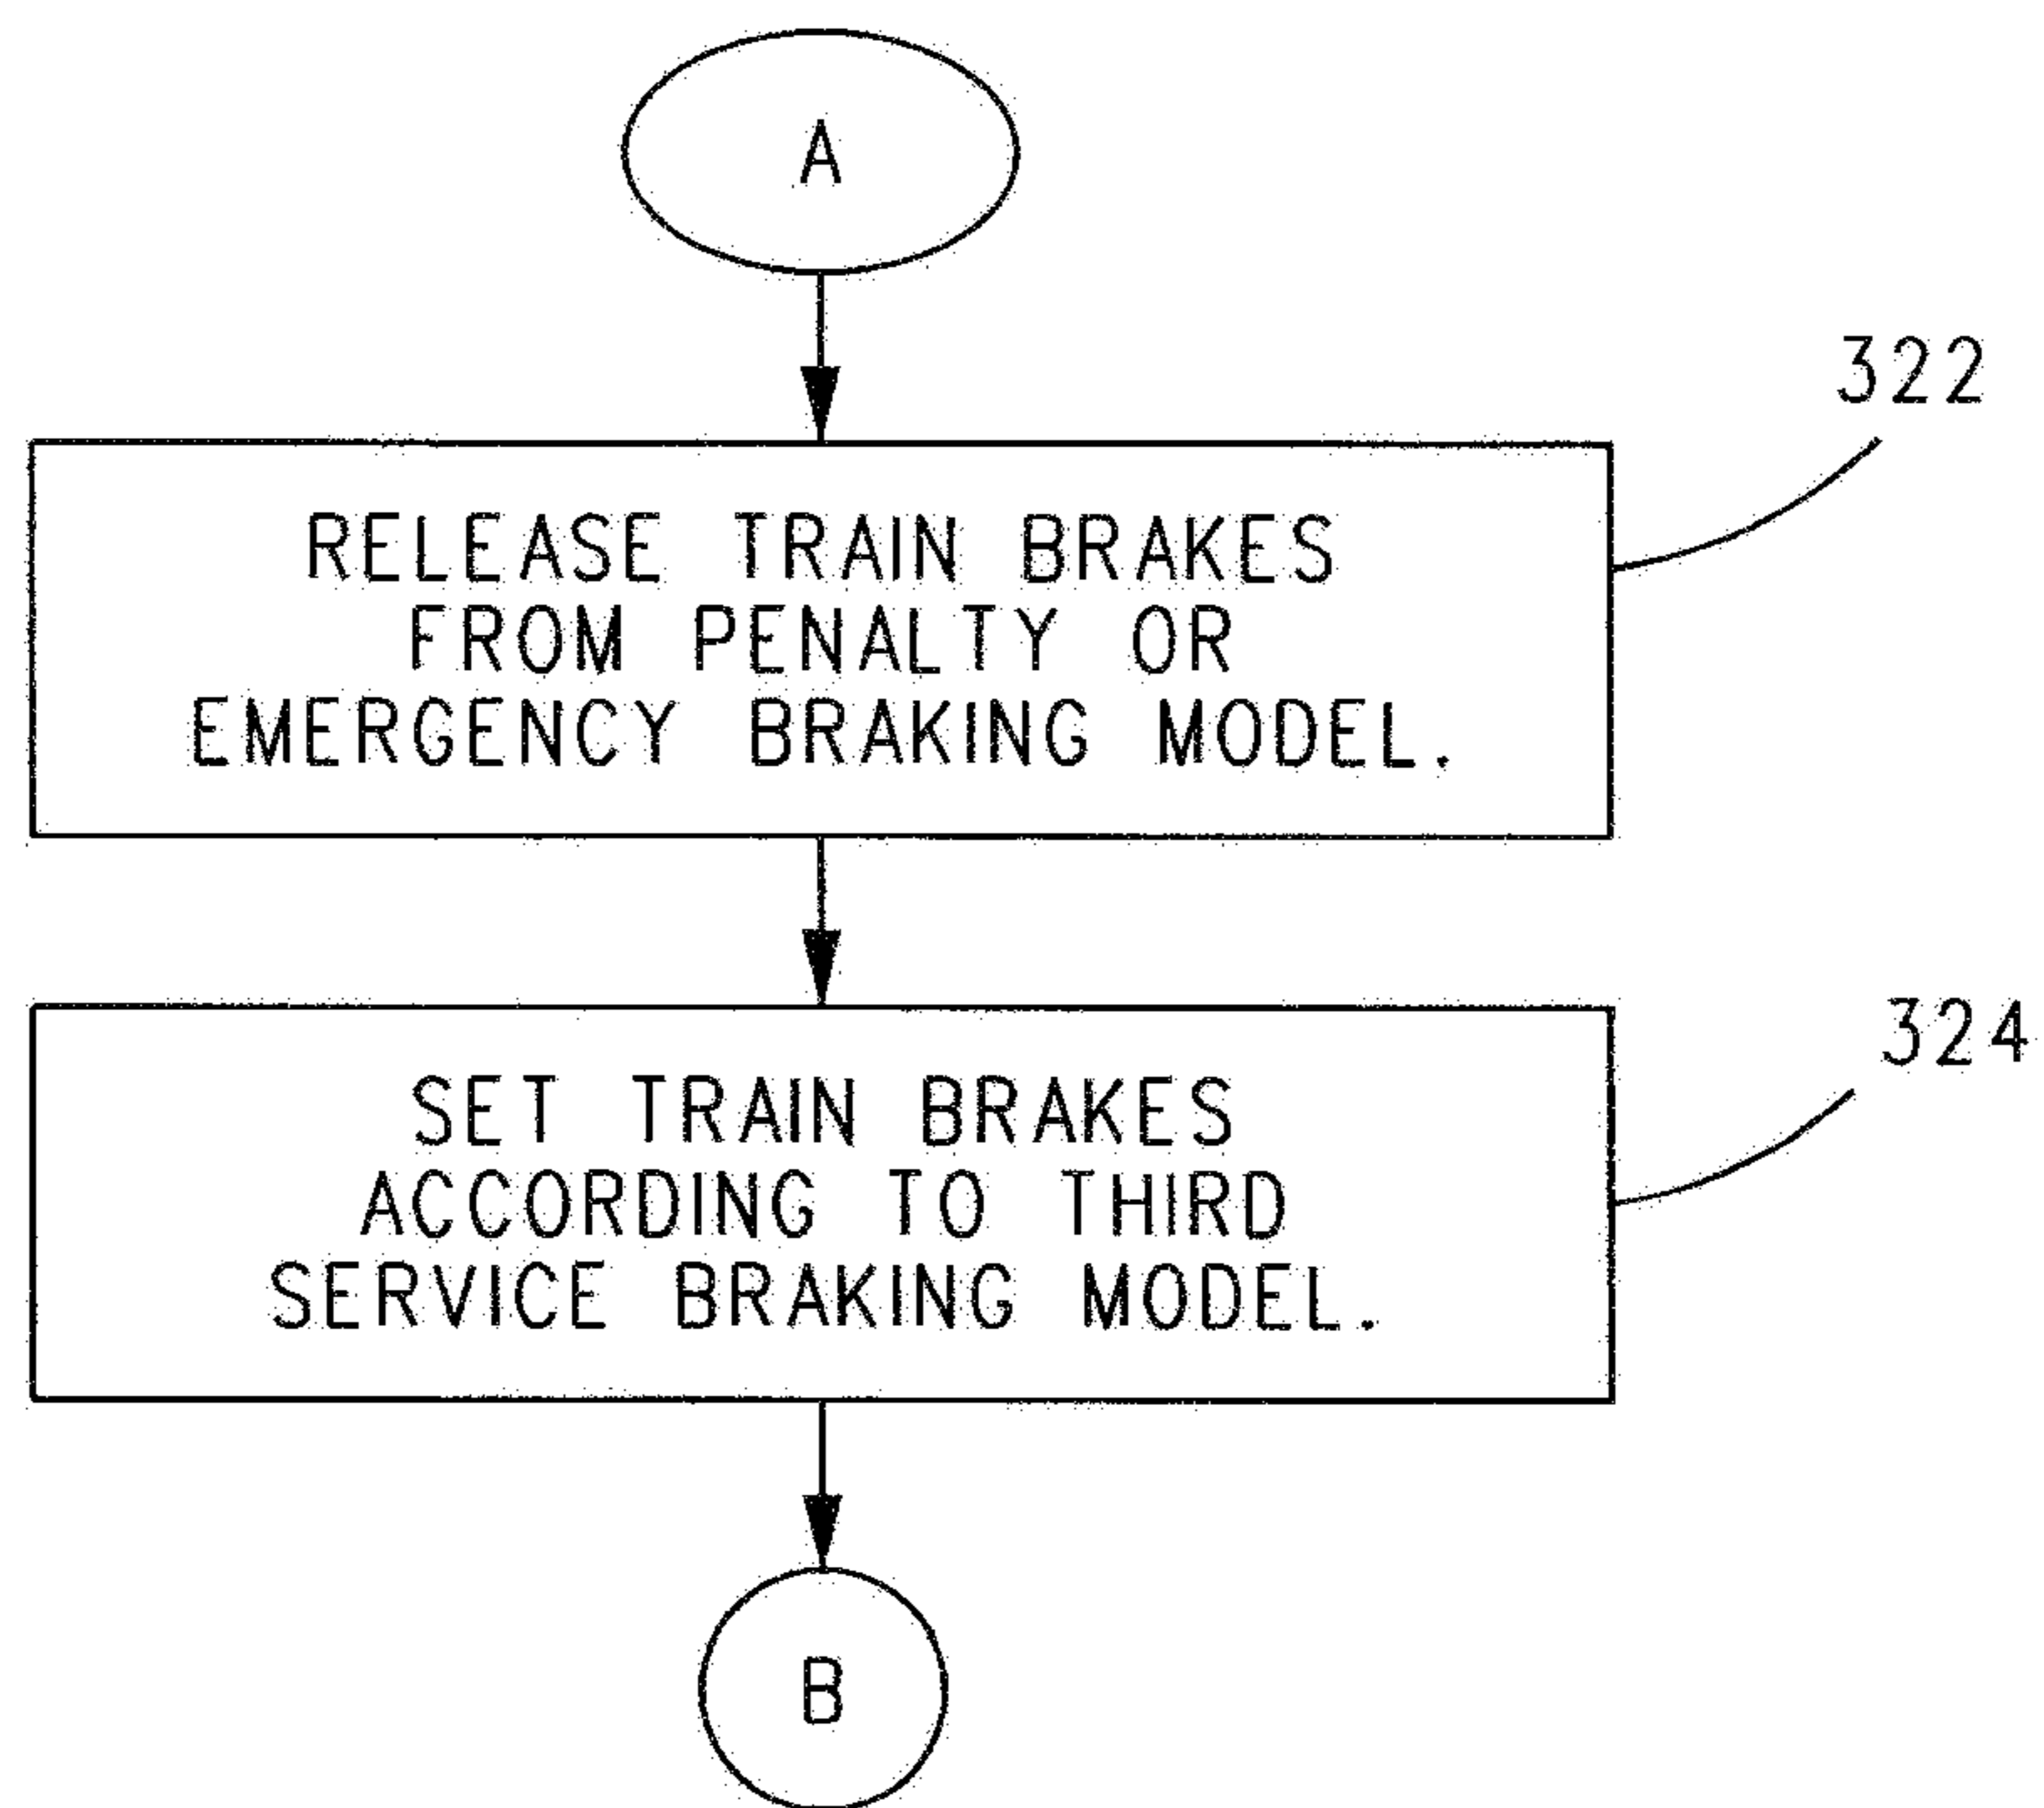 A
322
RELEASE TRAIN BRAKES
FROM PENALTY OR
EMERGENCY BRAKING MODEL.
324
SET TRAIN BRAKES
ACCORDING TO THIRD
SERVICE BRAKING MODEL.
B